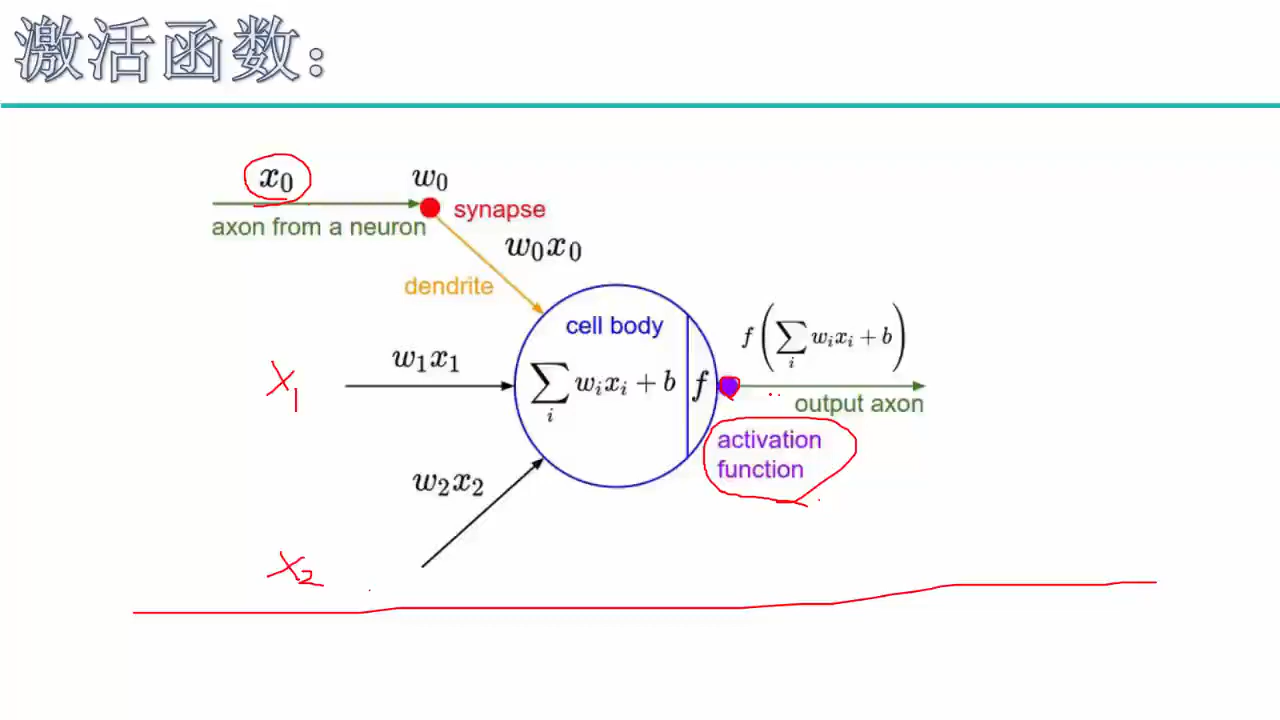 激活函数:
x₀
w₀
synapse
axon from a neuron
w₀x₀
dendrite
cell body
f(∑ᵢ wᵢxᵢ + b)
w₁x₁
x₁
∑ᵢ wᵢxᵢ + b
f
output axon
activation
function
w₂x₂
x₂